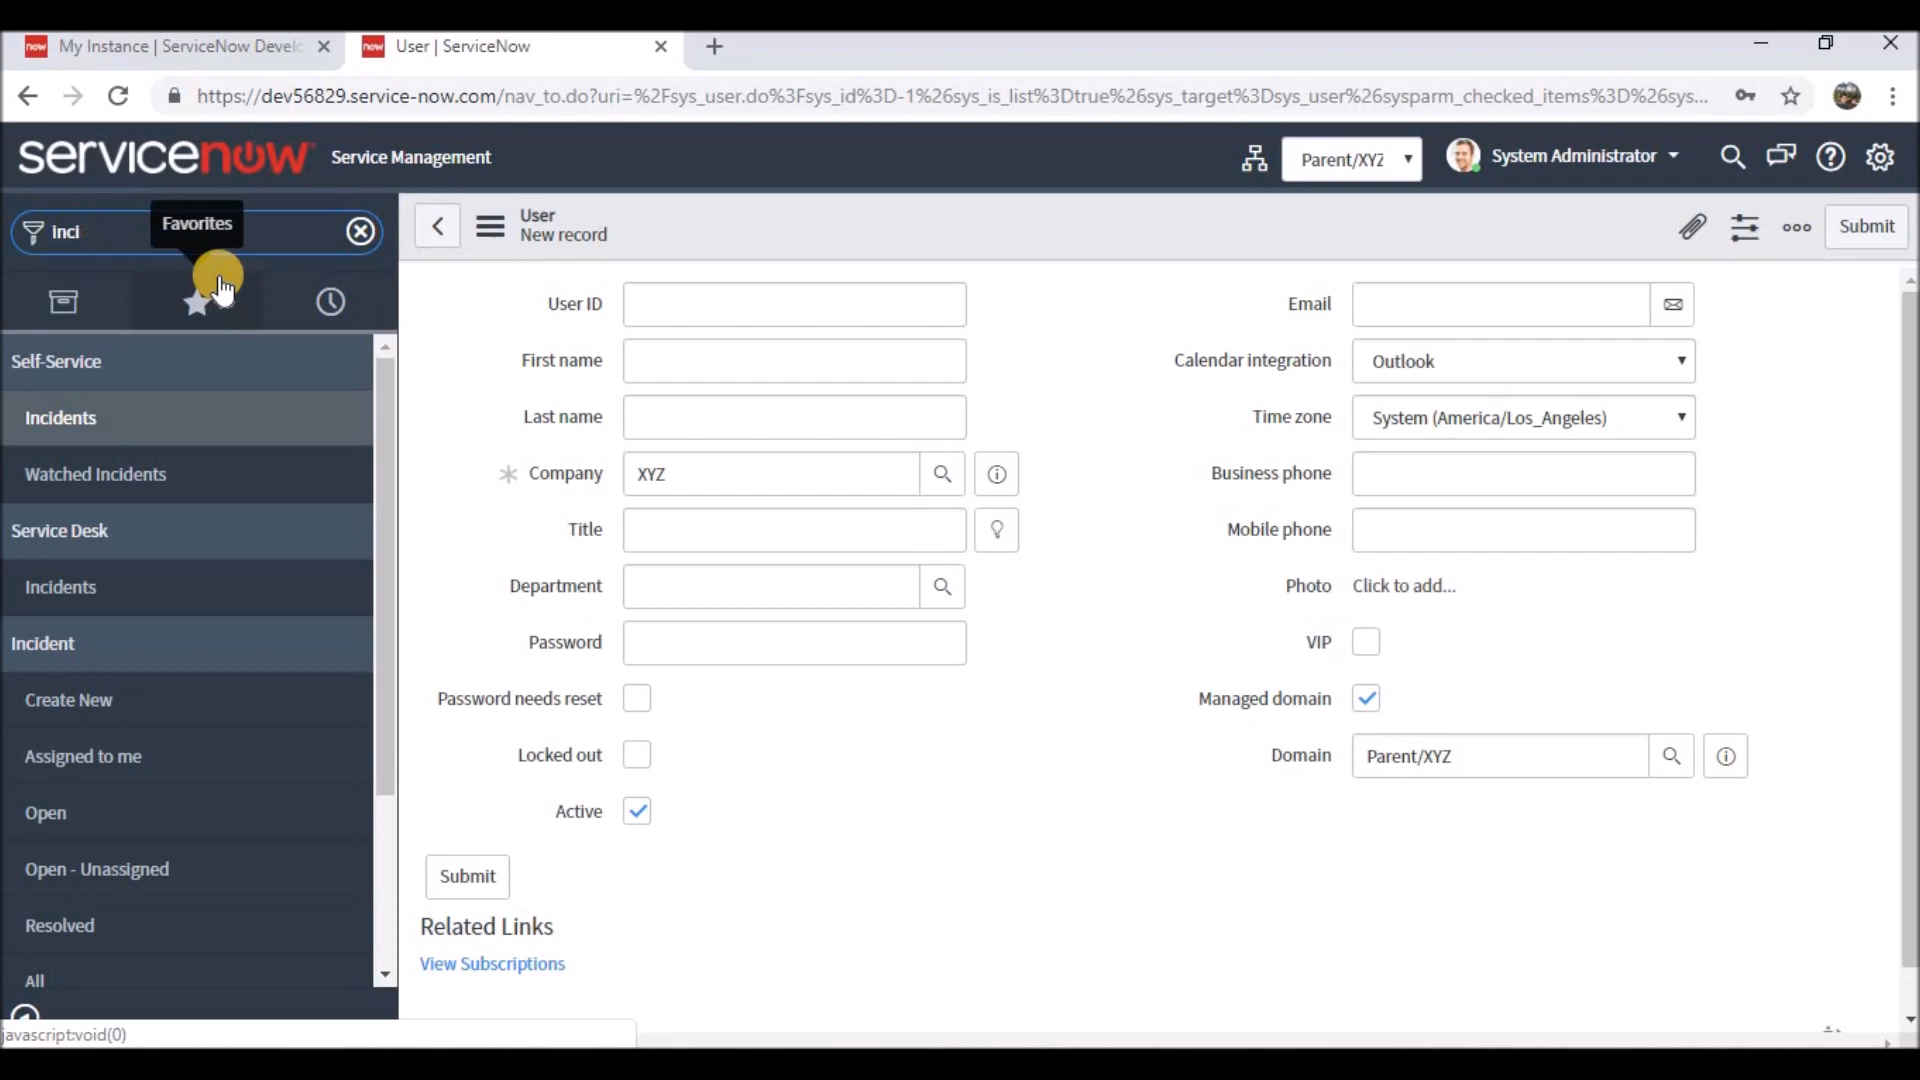 now My Instance | ServiceNow Develo
now User | ServiceNow
https://dev56829.service-now.com/nav_to.do?uri=%2Fsys_user.do%3Fsys_id%3D-1%26sys_is_list%3Dtrue%26sys_target%3Dsys_user%26sysparm_checked_items%3D%26sys...
servicenow Service Management
Parent/XYZ
System Administrator
inci
Favorites
User
New record
Submit
Self-Service
Incidents
Watched Incidents
Service Desk
Incidents
Incident
Create New
Assigned to me
Open
Open - Unassigned
Resolved
All
User ID
First name
Last name
Company XYZ
Title
Department
Password
Password needs reset
Locked out
Active
Email
Calendar integration Outlook
Time zone System (America/Los_Angeles)
Business phone
Mobile phone
Photo Click to add...
VIP
Managed domain
Domain Parent/XYZ
Submit
Related Links
View Subscriptions
javascript:void(0)